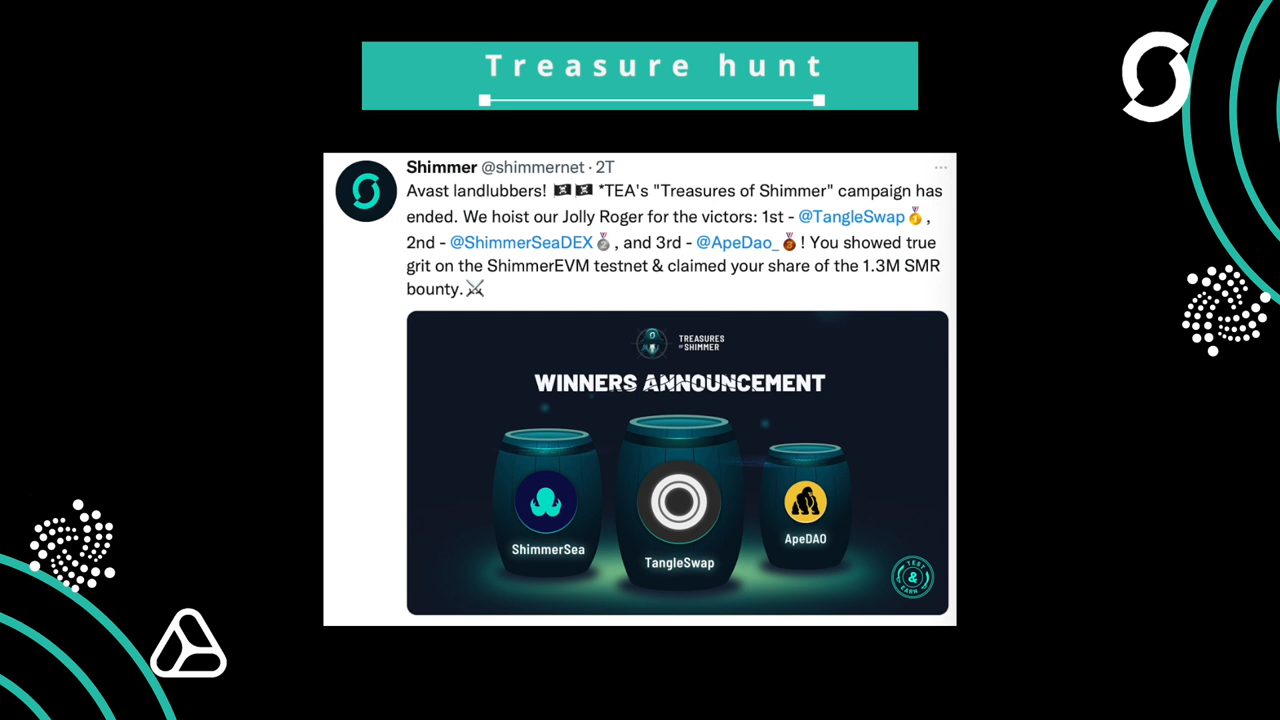 Treasure hunt
Shimmer @shimmernet · 2T
Avast landlubbers! 🏴‍☠️🏴‍☠️ *TEA's "Treasures of Shimmer" campaign has
ended. We hoist our Jolly Roger for the victors: 1st - @TangleSwap🥇,
2nd - @ShimmerSeaDEX🥈, and 3rd - @ApeDao_🥉! You showed true
grit on the ShimmerEVM testnet & claimed your share of the 1.3M SMR
bounty.⚔️
TREASURES
OF SHIMMER
WINNERS ANNOUNCEMENT
ShimmerSea
TangleSwap
ApeDAO
TEST
&
EARN